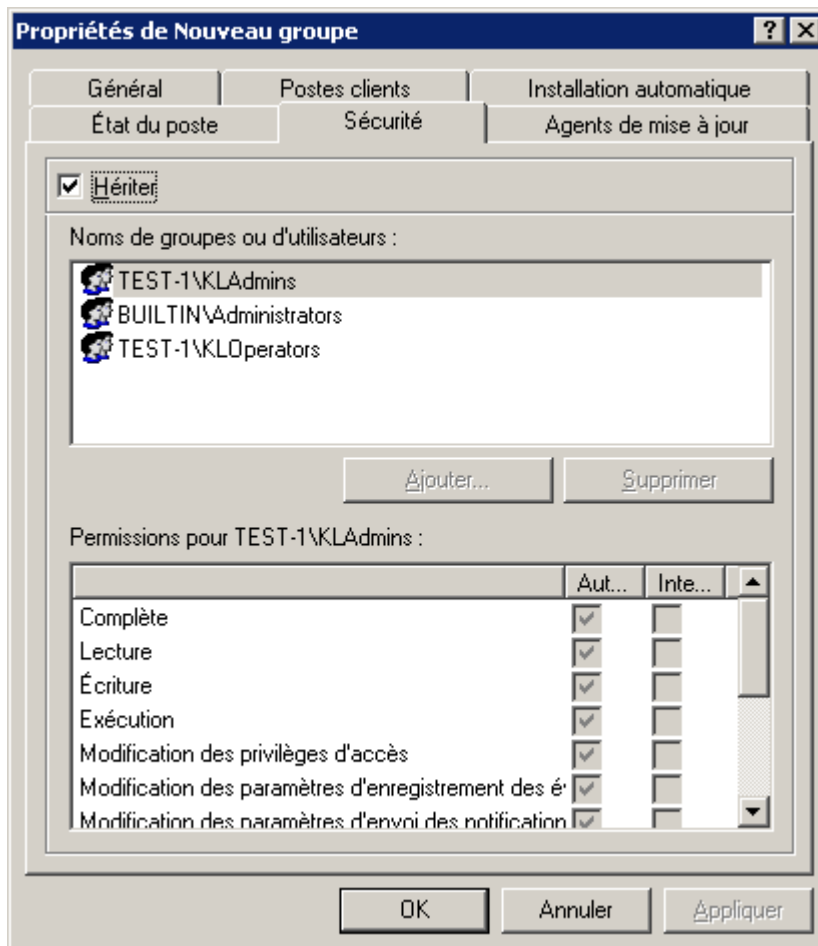 Propriétés de Nouveau groupe
Général Postes clients Installation automatique
État du poste Sécurité Agents de mise à jour
Hériter
Noms de groupes ou d'utilisateurs :
TEST-1\KLAdmins
BUILTIN\Administrators
TEST-1\KLOperators
Ajouter... Supprimer
Permissions pour TEST-1\KLAdmins :
Aut... Inte...
Complète
Lecture
Écriture
Exécution
Modification des privilèges d'accès
Modification des paramètres d'enregistrement des é
Modification des paramètres d'envoi des notification
OK Annuler Appliquer